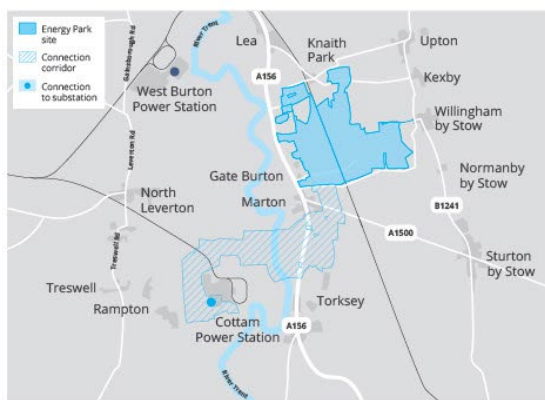 Energy Park
site
Connection
corridor
Connection
to substation
Gainsborough Rd
River Trent
Lea
Knaith
Park
Upton
A156
Kexby
West Burton
Power Station
Willingham
by Stow
Leverton Rd
Gate Burton
Normanby
by Stow
North
Leverton
Marton
B1241
A1500
Treswell Rd
Sturton
by Stow
Treswell
Rampton
Torksey
Cottam
Power Station
A156
River Trent